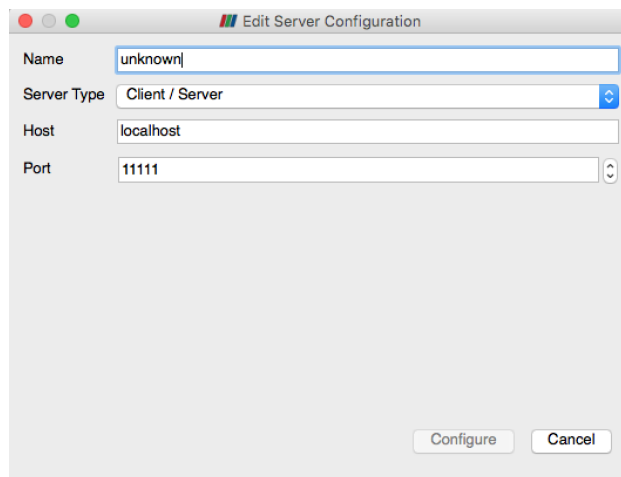 Edit Server Configuration
Name unknown
Server Type Client / Server
Host localhost
Port 11111
Configure Cancel